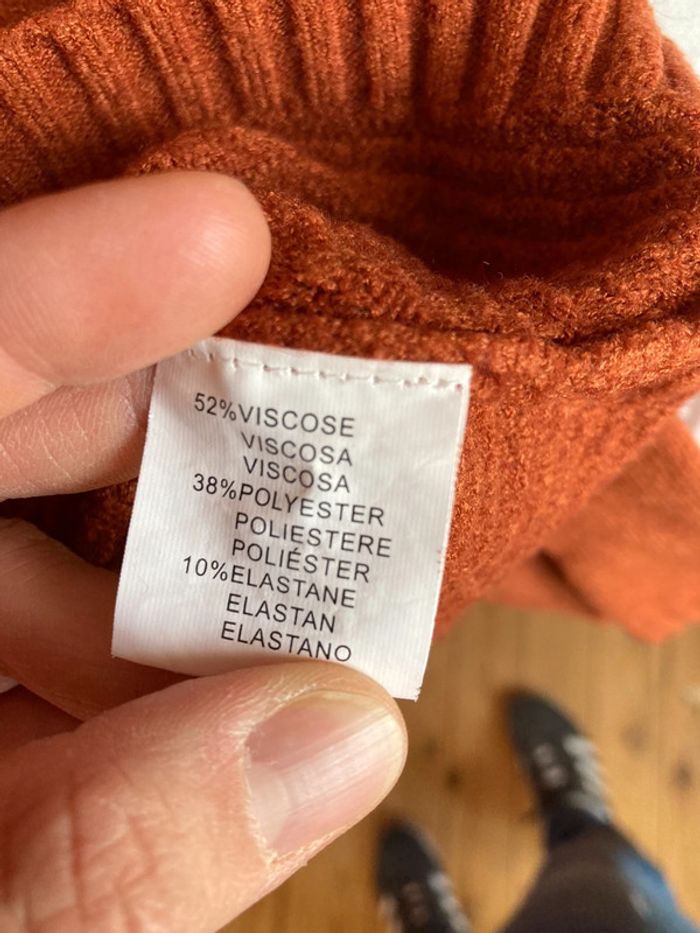 52%VISCOSE
VISCOSA
VISCOSA
38%POLYESTER
POLIESTERE
POLIÉSTER
10%ELASTANE
ELASTAN
ELASTANO